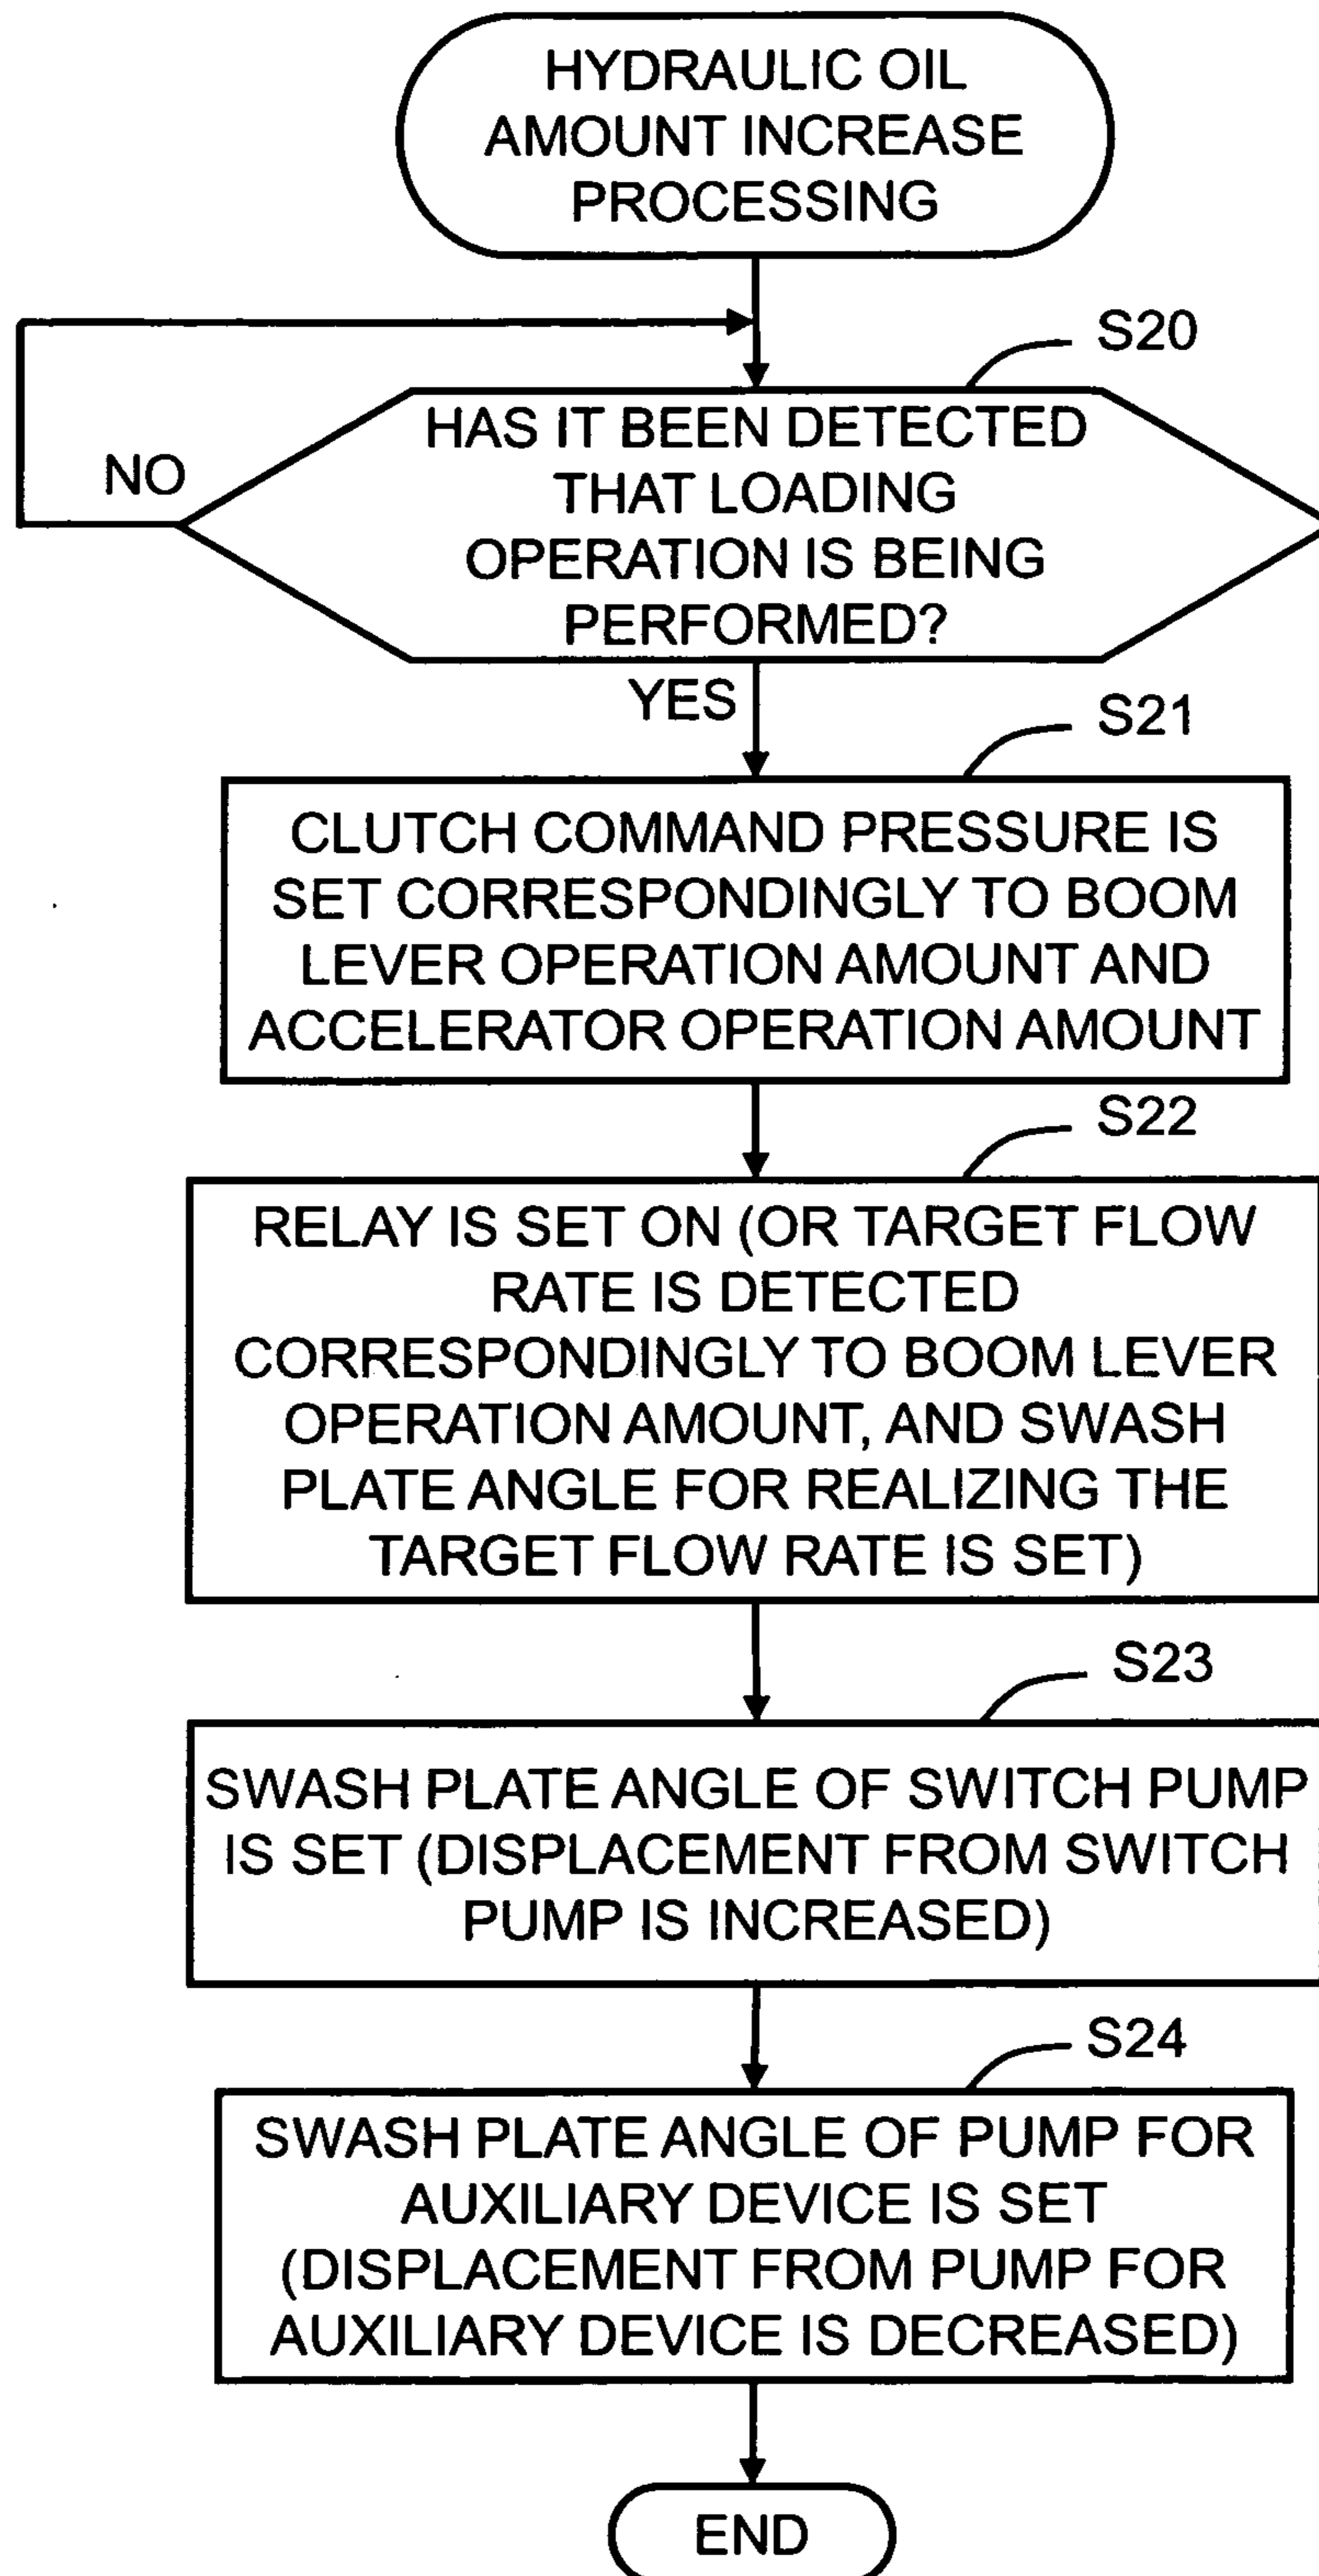 HYDRAULIC OIL
AMOUNT INCREASE
PROCESSING
S20
HAS IT BEEN DETECTED
THAT LOADING
OPERATION IS BEING
PERFORMED?
NO
YES
S21
CLUTCH COMMAND PRESSURE IS
SET CORRESPONDINGLY TO BOOM
LEVER OPERATION AMOUNT AND
ACCELERATOR OPERATION AMOUNT
S22
RELAY IS SET ON (OR TARGET FLOW
RATE IS DETECTED
CORRESPONDINGLY TO BOOM LEVER
OPERATION AMOUNT, AND SWASH
PLATE ANGLE FOR REALIZING THE
TARGET FLOW RATE IS SET)
S23
SWASH PLATE ANGLE OF SWITCH PUMP
IS SET (DISPLACEMENT FROM SWITCH
PUMP IS INCREASED)
S24
SWASH PLATE ANGLE OF PUMP FOR
AUXILIARY DEVICE IS SET
(DISPLACEMENT FROM PUMP FOR
AUXILIARY DEVICE IS DECREASED)
END